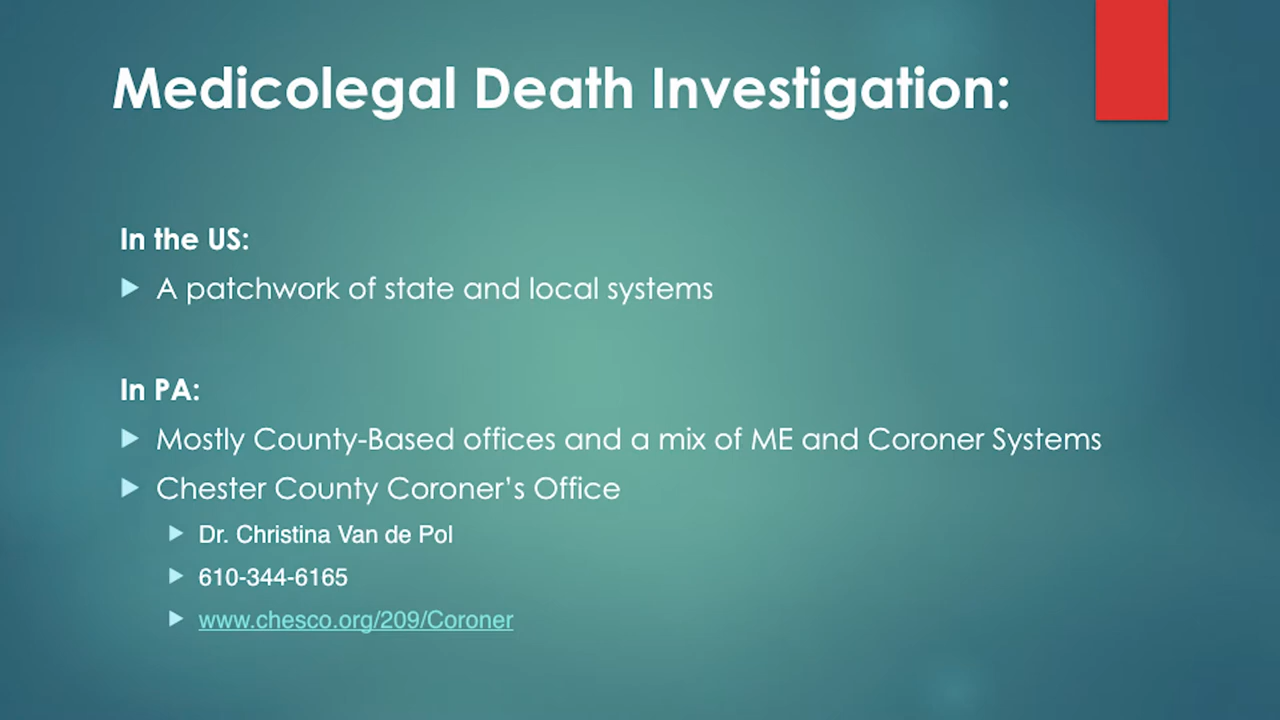 Medicolegal Death Investigation:
In the US:
A patchwork of state and local systems
In PA:
Mostly County-Based offices and a mix of ME and Coroner Systems
Chester County Coroner's Office
Dr. Christina Van de Pol
610-344-6165
www.chesco.org/209/Coroner